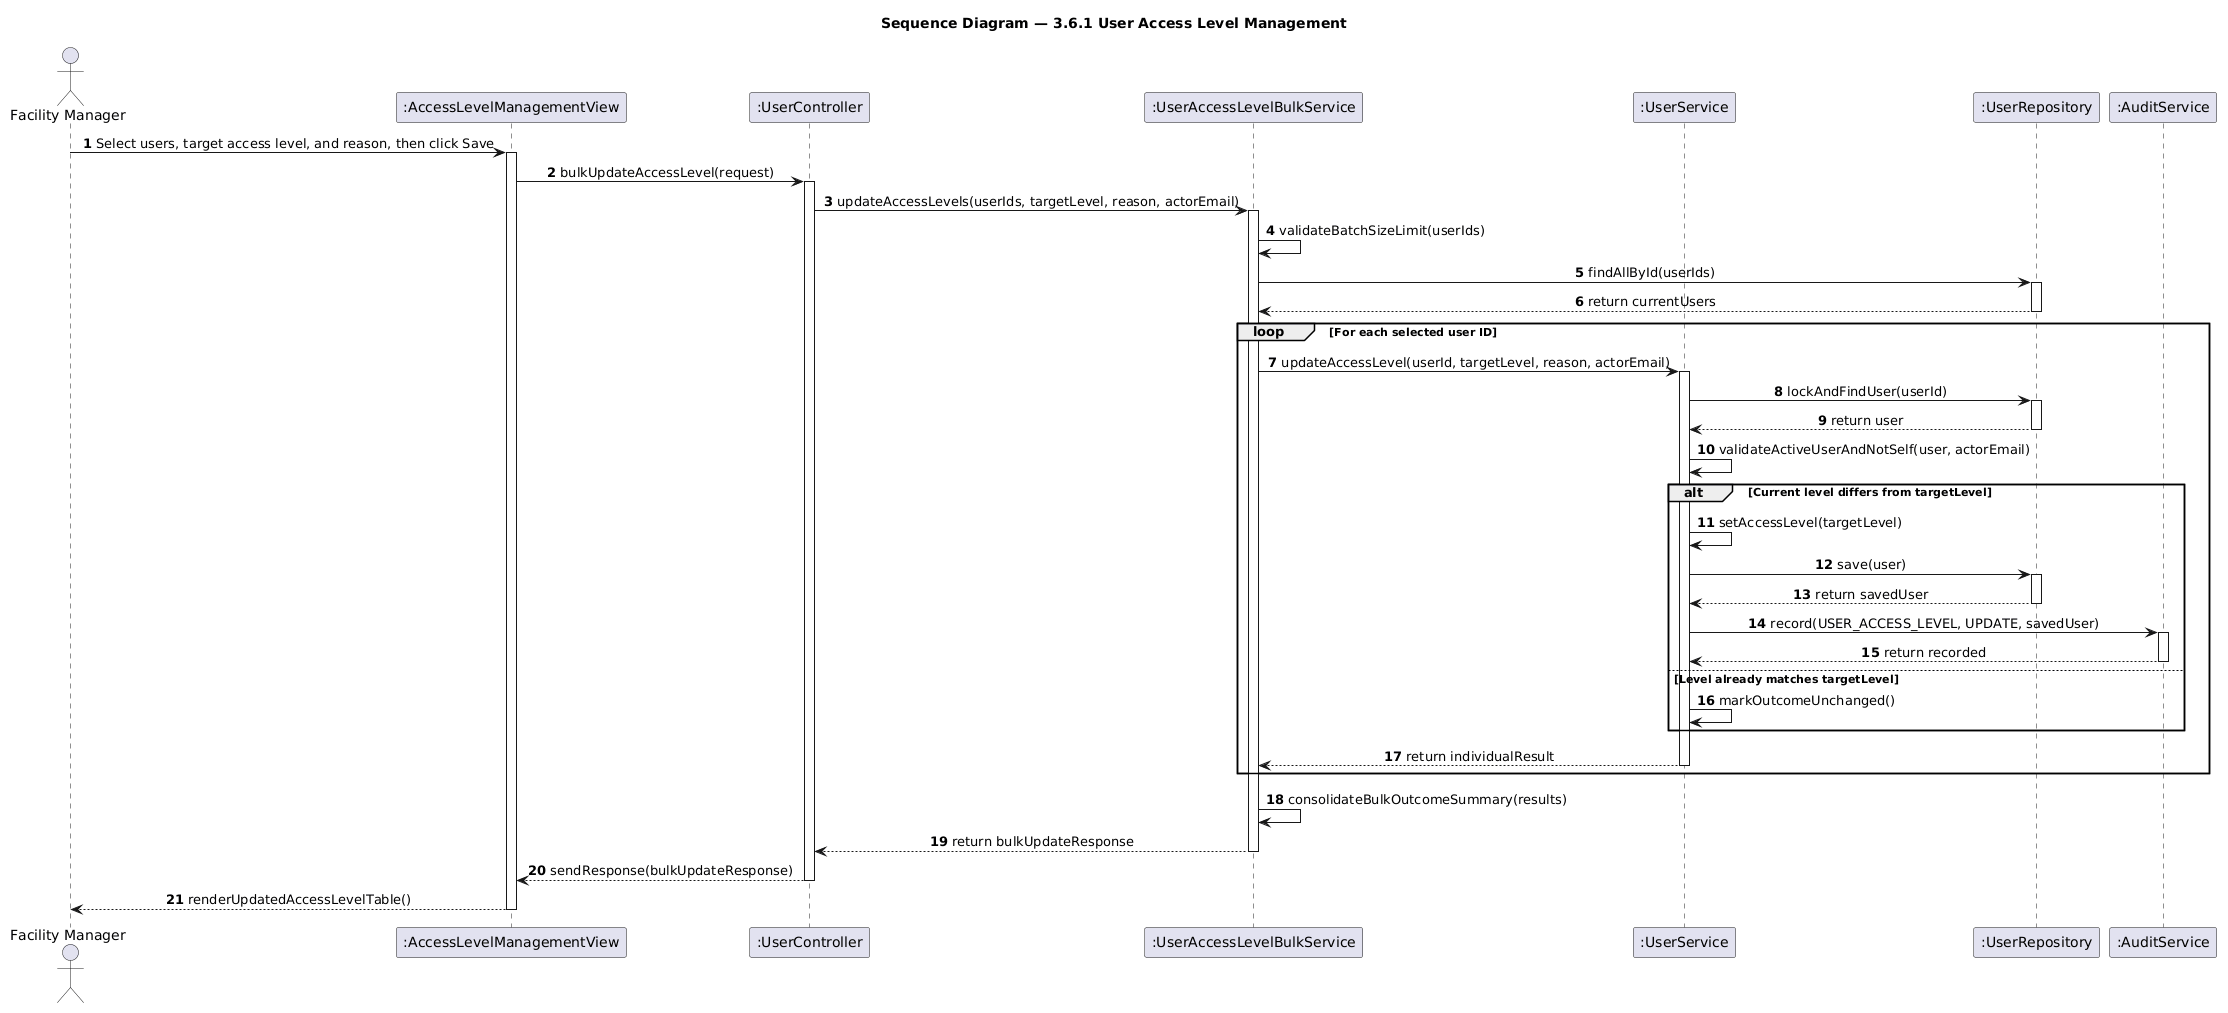 Sequence Diagram — 3.6.1 User Access Level Management
Facility Manager
:AccessLevelManagementView
:UserController
:UserAccessLevelBulkService
:UserService
:UserRepository
:AuditService
1 Select users, target access level, and reason, then click Save
2 bulkUpdateAccessLevel(request)
3 updateAccessLevels(userIds, targetLevel, reason, actorEmail)
4 validateBatchSizeLimit(userIds)
5 findAllById(userIds)
6 return currentUsers
loop [For each selected user ID]
7 updateAccessLevel(userId, targetLevel, reason, actorEmail)
8 lockAndFindUser(userId)
9 return user
10 validateActiveUserAndNotSelf(user, actorEmail)
alt [Current level differs from targetLevel]
11 setAccessLevel(targetLevel)
12 save(user)
13 return savedUser
14 record(USER_ACCESS_LEVEL, UPDATE, savedUser)
15 return recorded
[Level already matches targetLevel]
16 markOutcomeUnchanged()
17 return individualResult
18 consolidateBulkOutcomeSummary(results)
19 return bulkUpdateResponse
20 sendResponse(bulkUpdateResponse)
21 renderUpdatedAccessLevelTable()
Facility Manager
:AccessLevelManagementView
:UserController
:UserAccessLevelBulkService
:UserService
:UserRepository
:AuditService